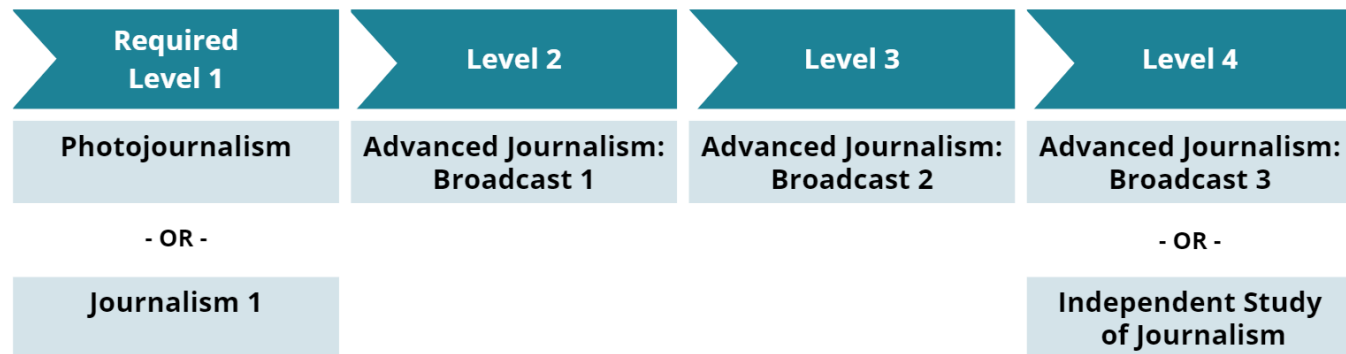 Required
Level 1
Level 2
Level 3
Level 4
Photojournalism
Advanced Journalism:
Broadcast 1
Advanced Journalism:
Broadcast 2
Advanced Journalism:
Broadcast 3
- OR -
- OR -
Journalism 1
Independent Study
of Journalism